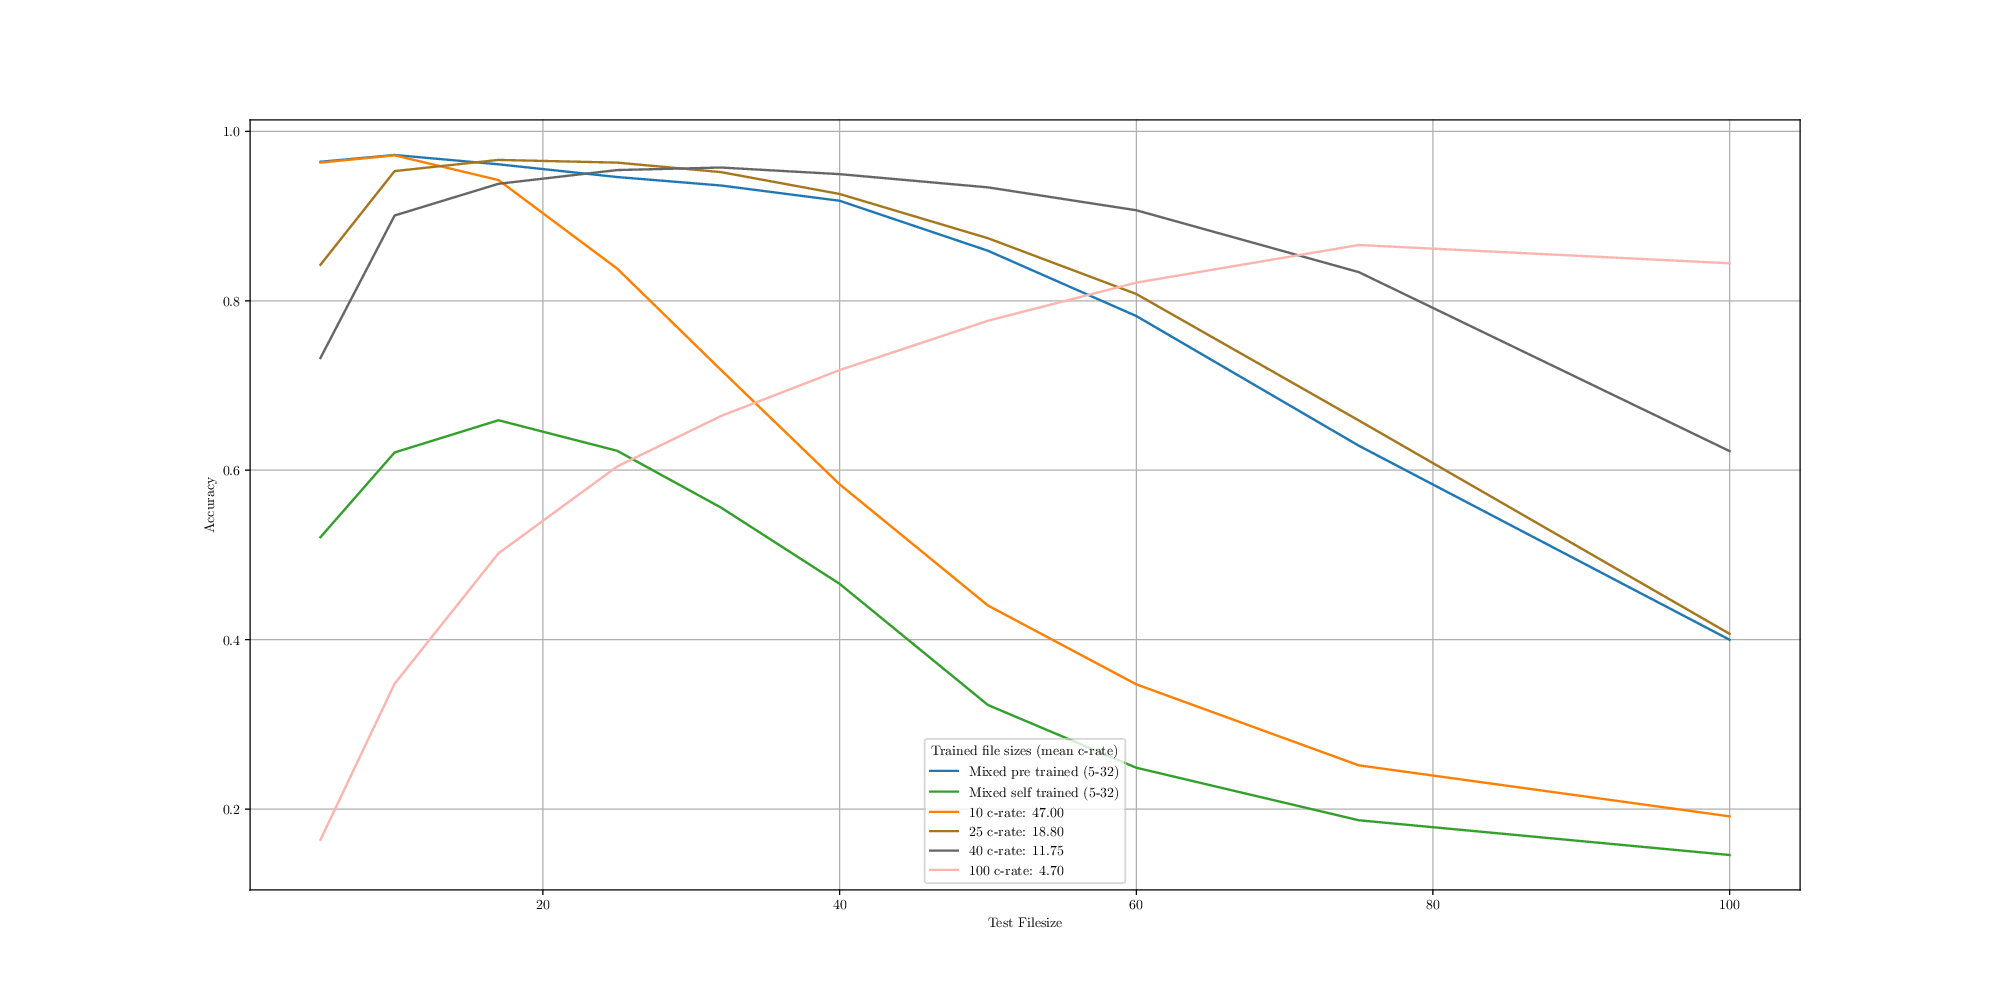 1.0
0.8
0.6
0.4
0.2
Accuracy
Trained file sizes (mean c-rate)
Mixed pre trained (5-32)
Mixed self trained (5-32)
10 c-rate: 47.00
25 c-rate: 18.80
40 c-rate: 11.75
100 c-rate: 4.70
20 40 60 80 100
Test Filesize